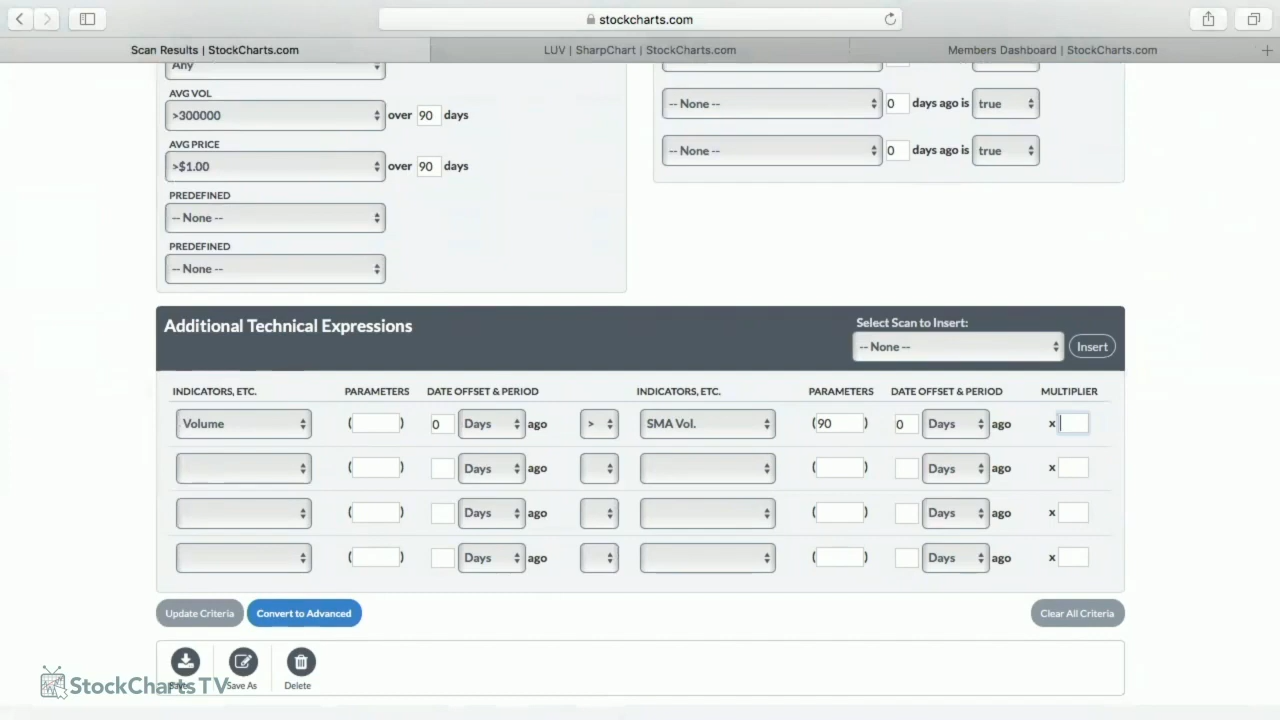 stockcharts.com
Scan Results | StockCharts.com
LUV | SharpChart | StockCharts.com
Members Dashboard | StockCharts.com
Any
AVG VOL
>300000 over 90 days
AVG PRICE
>$1.00 over 90 days
PREDEFINED
-- None --
PREDEFINED
-- None --
-- None -- 0 days ago is true
-- None -- 0 days ago is true
Additional Technical Expressions
Select Scan to Insert:
-- None -- Insert
INDICATORS, ETC. PARAMETERS DATE OFFSET & PERIOD INDICATORS, ETC. PARAMETERS DATE OFFSET & PERIOD MULTIPLIER
Volume ( ) 0 Days ago > SMA Vol. (90 ) 0 Days ago x
( ) Days ago ( ) Days ago x
( ) Days ago ( ) Days ago x
( ) Days ago ( ) Days ago x
Update Criteria Convert to Advanced Clear All Criteria
Save As Delete
StockChartsTV